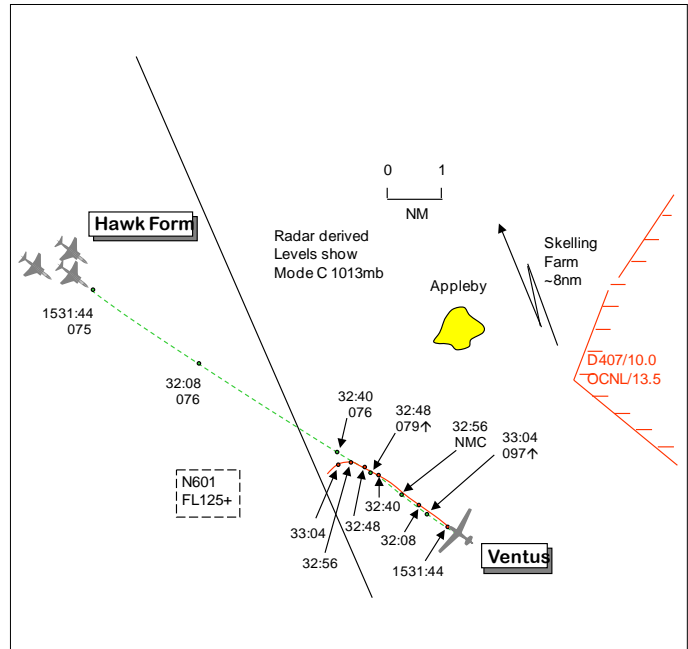 0 1
NM
Hawk Form
Radar derived
Levels show
Mode C 1013mb
Skelling
Farm
~8nm
Appleby
1531:44
075
32:08
076
D407/10.0
OCNL/13.5
32:40
076
32:48
079↑
32:56
NMC
33:04
097↑
N601
FL125+
33:04
32:56
32:48
32:40
32:08
1531:44
Ventus